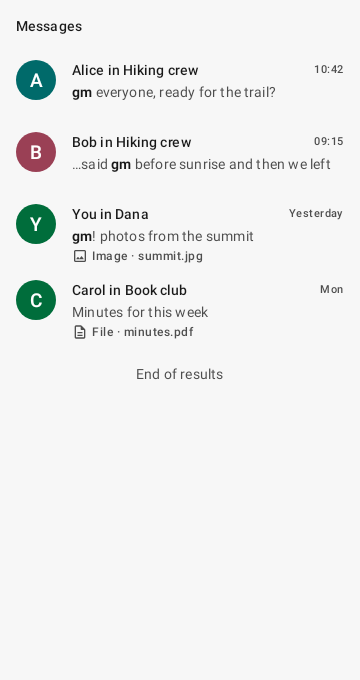 Messages
A
Alice in Hiking crew 10:42
gm everyone, ready for the trail?
B
Bob in Hiking crew 09:15
…said gm before sunrise and then we left
Y
You in Dana Yesterday
gm! photos from the summit
Image · summit.jpg
C
Carol in Book club Mon
Minutes for this week
File · minutes.pdf
End of results